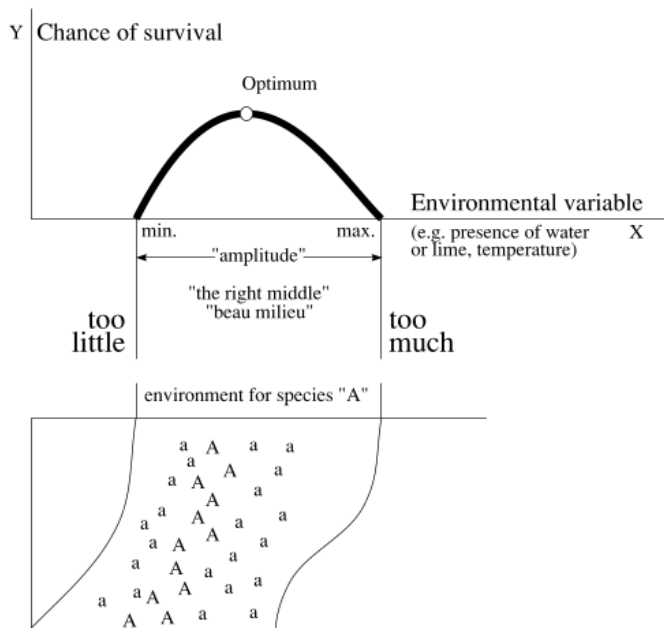 Y Chance of survival
Optimum
Environmental variable
min.
max.
(e.g. presence of water X
or lime, temperature)
"amplitude"
"the right middle"
"beau milieu"
too
little
too
much
environment for species "A"
a A a a
a A a
a A a
A
a a A a
a A a
a A a
a A a a
a a A A a a
A A a a